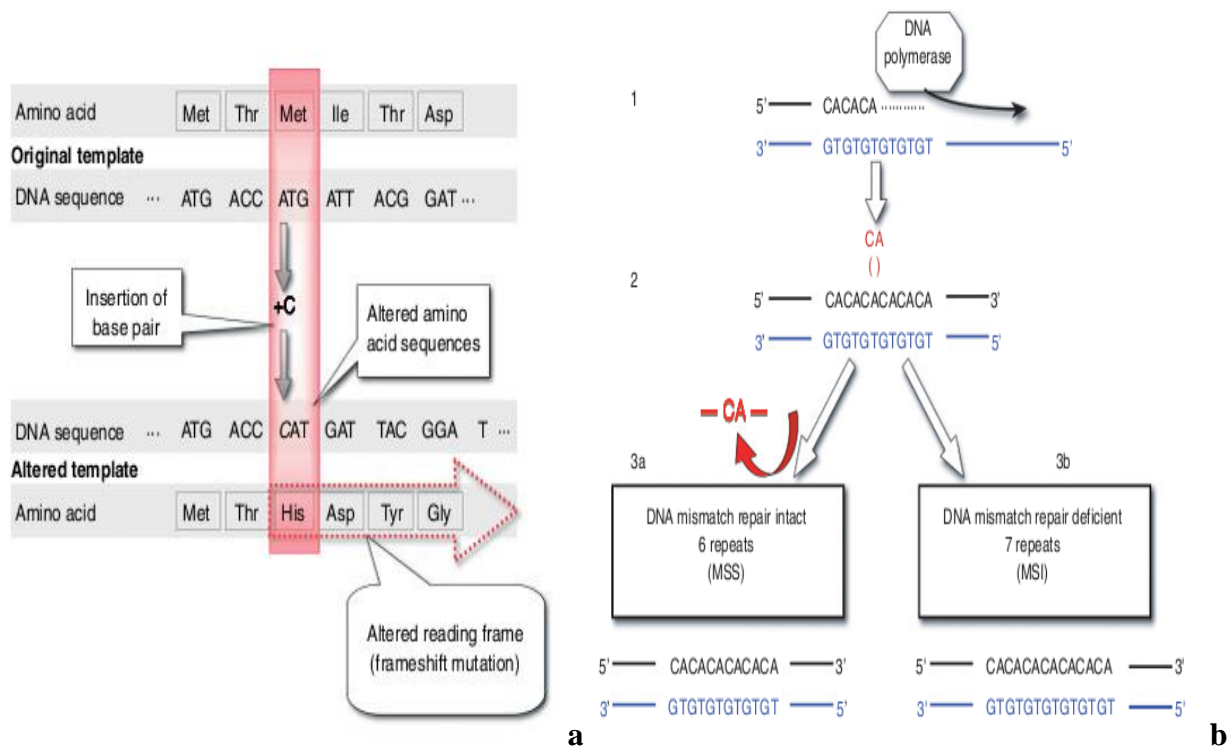 Amino acid Met Thr Met Ile Thr Asp
Original template
DNA sequence ... ATG ACC ATG ATT ACG GAT ...
+C
Insertion of
base pair
Altered amino
acid sequences
DNA sequence ... ATG ACC CAT GAT TAC GGA T ...
Altered template
Amino acid Met Thr His Asp Tyr Gly
Altered reading frame
(frameshift mutation)
a
DNA
polymerase
1
5' CACACA ...........
3' GTGTGTGTGTGT 5'
CA
( )
2
5' CACACACACACA 3'
3' GTGTGTGTGTGT 5'
– CA –
3a
DNA mismatch repair intact
6 repeats
(MSS)
5' CACACACACACA 3'
3' GTGTGTGTGTGT 5'
3b
DNA mismatch repair deficient
7 repeats
(MSI)
5' CACACACACACACA 3'
3' GTGTGTGTGTGTGT 5'
b